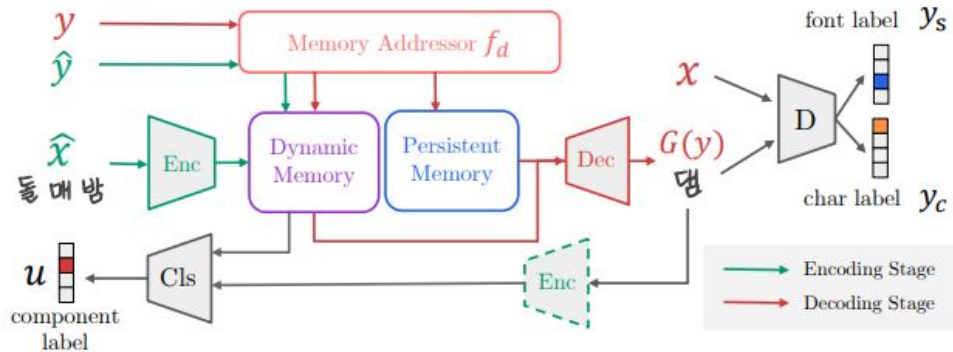 y
ŷ
Memory Addressor f_d
x̂
돌 매 밤
Enc
Dynamic
Memory
Persistent
Memory
Dec
x
G(y)
댐
D
font label y_s
char label y_c
u
component
label
Cls
Enc
Encoding Stage
Decoding Stage